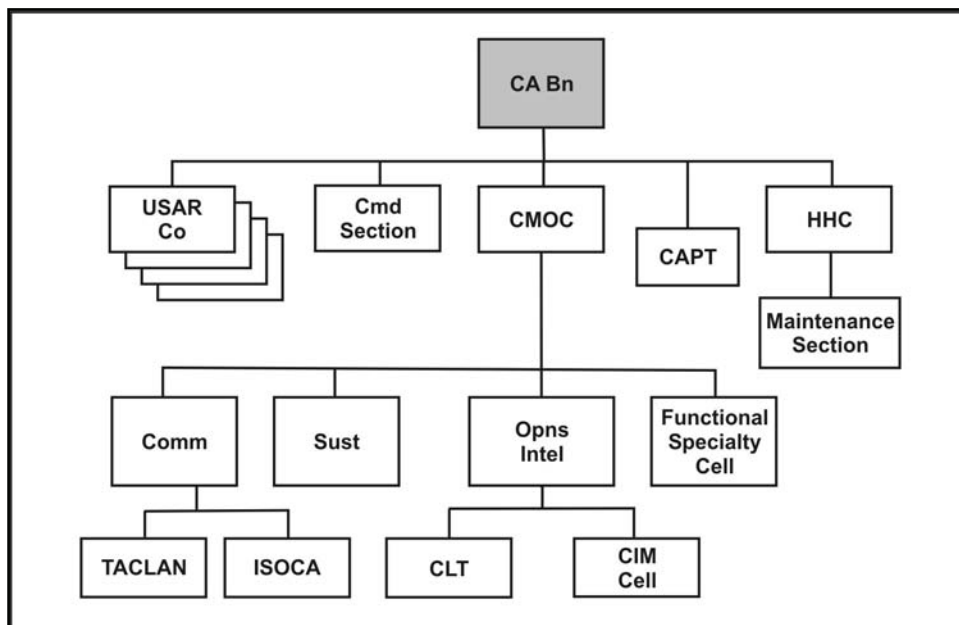 CA Bn
USAR
Co
Cmd
Section
CMOC
CAPT
HHC
Maintenance
Section
Comm
Sust
Opns
Intel
Functional
Specialty
Cell
TACLAN
ISOCA
CLT
CIM
Cell